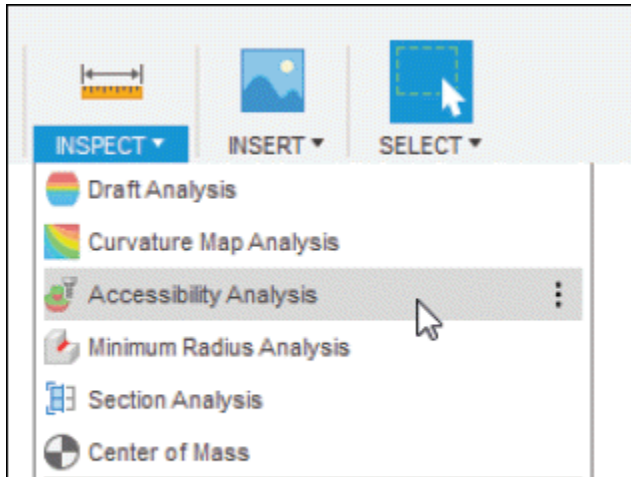 INSPECT ▾ INSERT ▾ SELECT ▾
Draft Analysis
Curvature Map Analysis
Accessibility Analysis
Minimum Radius Analysis
Section Analysis
Center of Mass